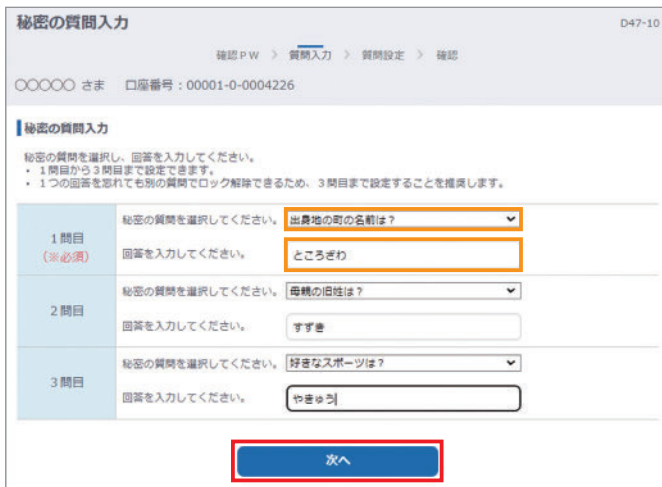 秘密の質問入力
D47-10
確認PW > 質問入力 > 質問設定 > 確認
○○○○○ さま 口座番号：00001-0-0004226
秘密の質問入力
秘密の質問を選択し、回答を入力してください。
・ 1問目から3問目まで設定できます。
・ 1つの回答を忘れても別の質問でロック解除できるため、3問目まで設定することを推奨します。
1問目
(※必須)
秘密の質問を選択してください。 出身地の町の名前は？
回答を入力してください。 ところざわ
2問目
秘密の質問を選択してください。 母親の旧姓は？
回答を入力してください。 すずき
3問目
秘密の質問を選択してください。 好きなスポーツは？
回答を入力してください。 やきゅう
次へ